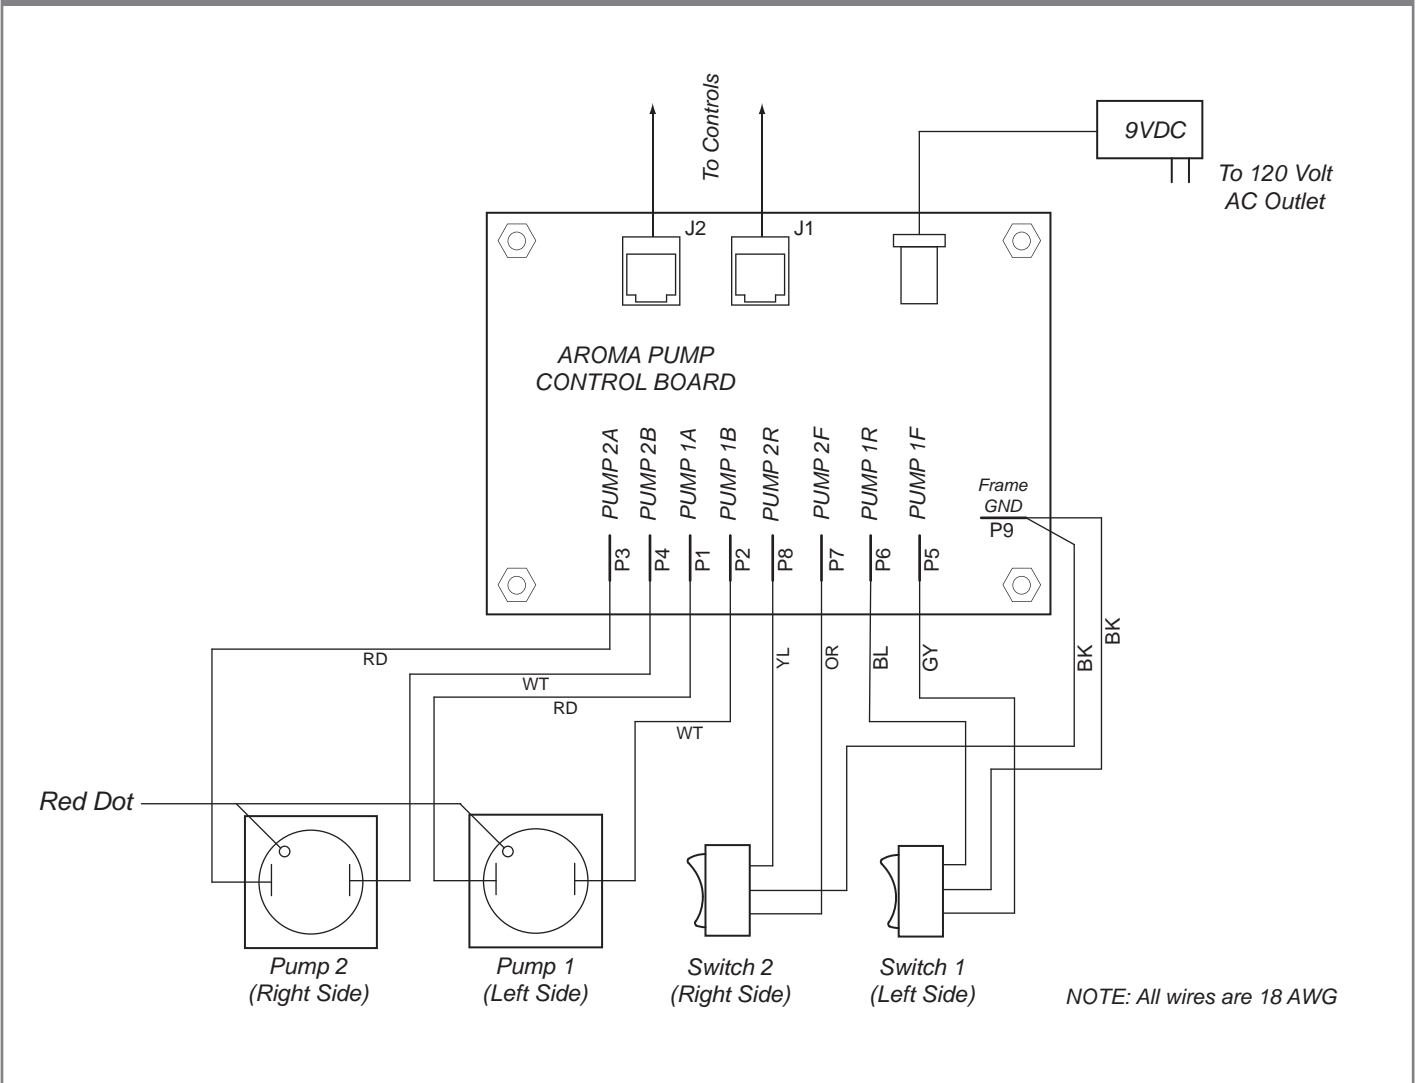 To Controls
9VDC
To 120 Volt
AC Outlet
J2
J1
AROMA PUMP
CONTROL BOARD
PUMP 2A
PUMP 2B
PUMP 1A
PUMP 1B
PUMP 2R
PUMP 2F
PUMP 1R
PUMP 1F
Frame
GND
P9
P3
P4
P1
P2
P8
P7
P6
P5
RD
WT
RD
WT
YL
OR
BL
GY
BK
BK
Red Dot
Pump 2
(Right Side)
Pump 1
(Left Side)
Switch 2
(Right Side)
Switch 1
(Left Side)
NOTE: All wires are 18 AWG